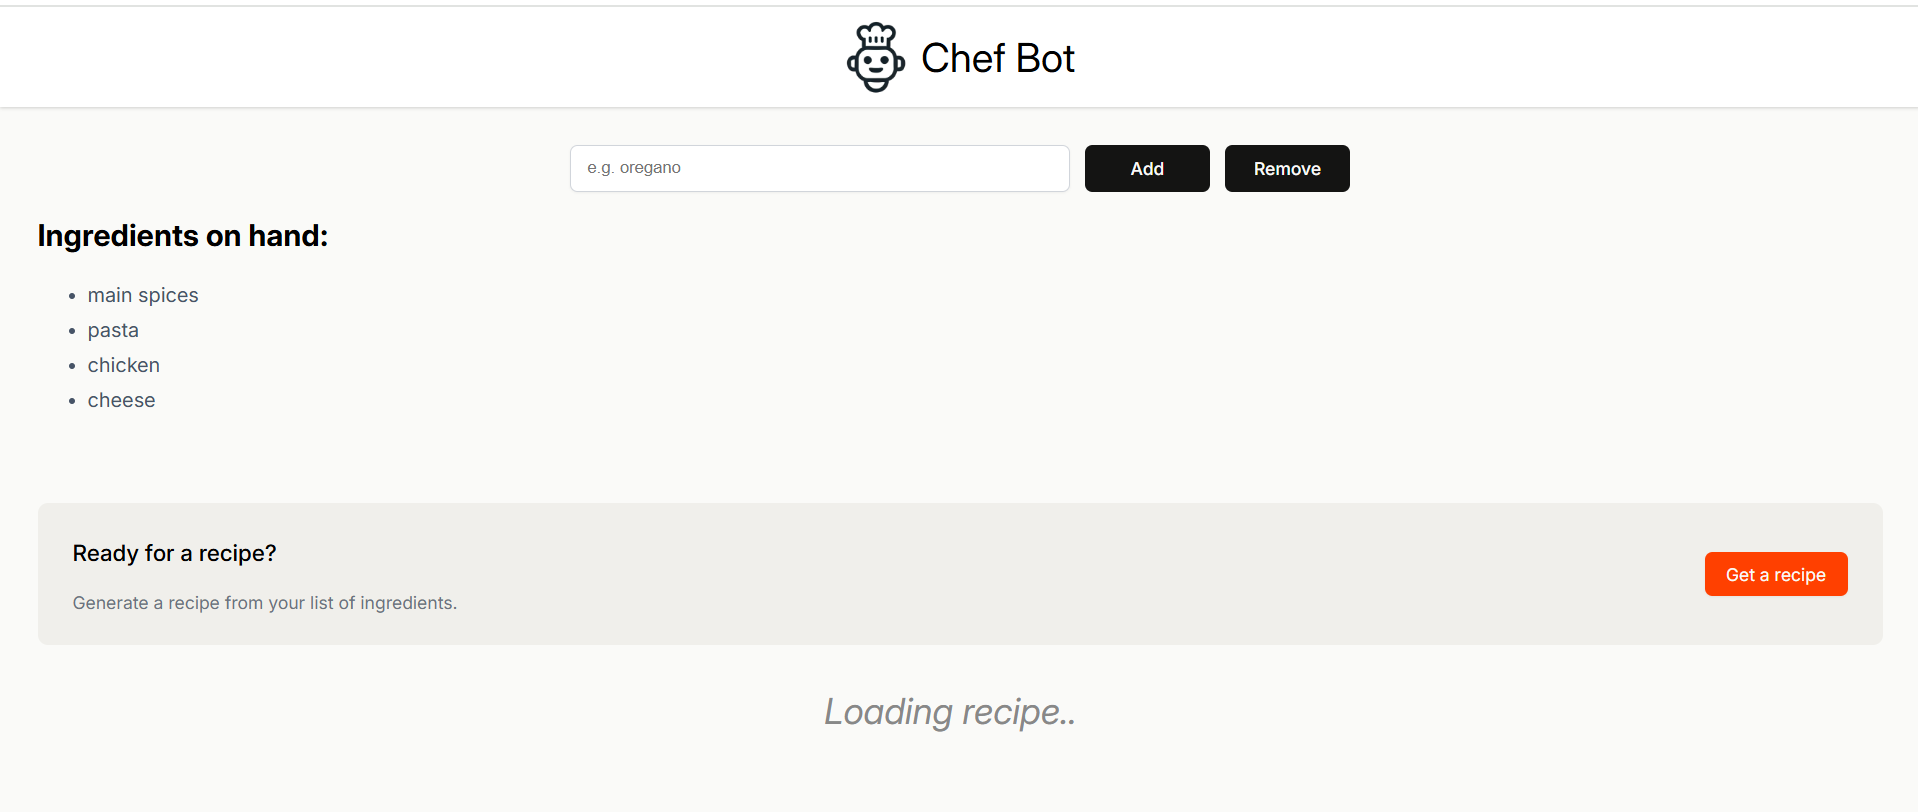 Chef Bot
e.g. oregano
Add
Remove
Ingredients on hand:
main spices
pasta
chicken
cheese
Ready for a recipe?
Generate a recipe from your list of ingredients.
Get a recipe
Loading recipe..